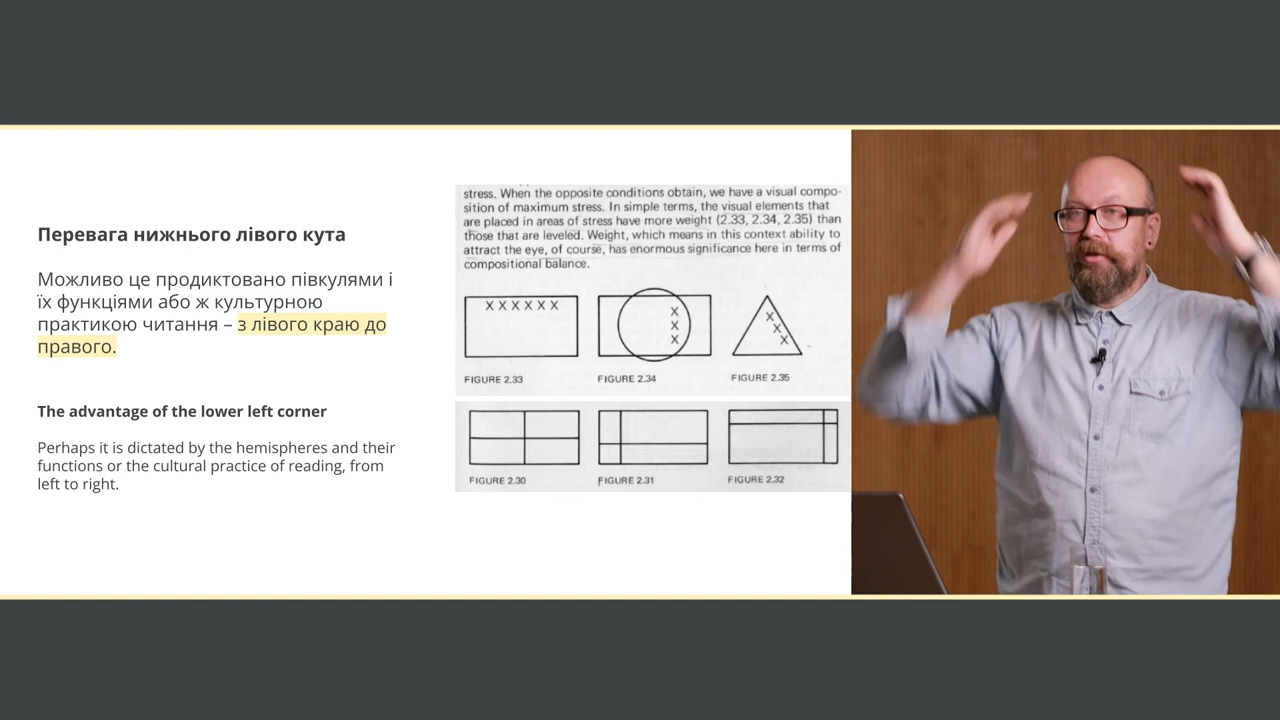 Перевага нижнього лівого кута
Можливо це продиктовано півкулями і
їх функціями або ж культурною
практикою читання – з лівого краю до
правого.
The advantage of the lower left corner
Perhaps it is dictated by the hemispheres and their
functions or the cultural practice of reading, from
left to right.
stress. When the opposite conditions obtain, we have a visual compo-
sition of maximum stress. In simple terms, the visual elements that
are placed in areas of stress have more weight (2.33, 2.34, 2.35) than
those that are leveled. Weight, which means in this context ability to
attract the eye, of course, has enormous significance here in terms of
compositional balance.
X X X X X X
X
X
X
X
X
X
FIGURE 2.33
FIGURE 2.34
FIGURE 2.35
FIGURE 2.30
FIGURE 2.31
FIGURE 2.32